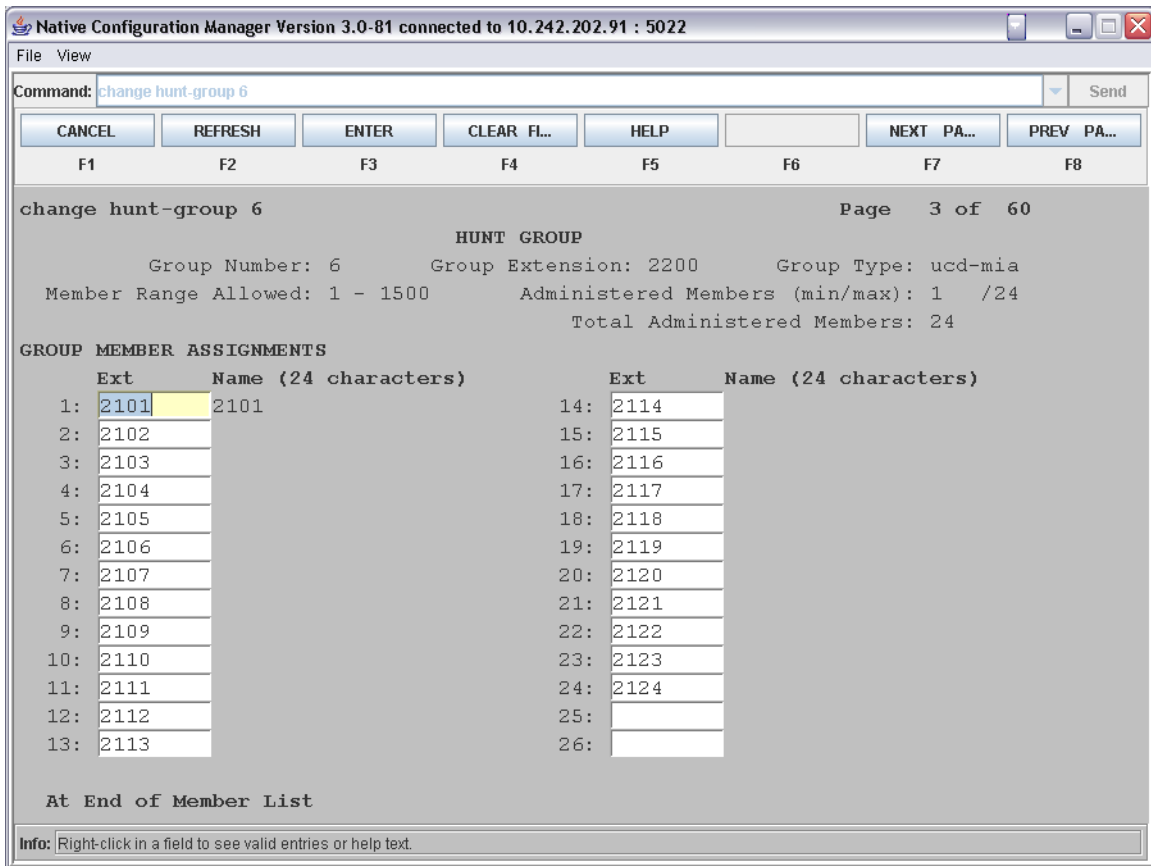 Native Configuration Manager Version 3.0-81 connected to 10.242.202.91 : 5022
File View
Command: change hunt-group 6 Send
CANCEL REFRESH ENTER CLEAR FI... HELP NEXT PA... PREV PA...
F1 F2 F3 F4 F5 F6 F7 F8
change hunt-group 6 Page 3 of 60
HUNT GROUP
Group Number: 6 Group Extension: 2200 Group Type: ucd-mia
Member Range Allowed: 1 - 1500 Administered Members (min/max): 1 /24
Total Administered Members: 24
GROUP MEMBER ASSIGNMENTS
Ext Name (24 characters) Ext Name (24 characters)
1: 2101 2101 14: 2114
2: 2102 15: 2115
3: 2103 16: 2116
4: 2104 17: 2117
5: 2105 18: 2118
6: 2106 19: 2119
7: 2107 20: 2120
8: 2108 21: 2121
9: 2109 22: 2122
10: 2110 23: 2123
11: 2111 24: 2124
12: 2112 25:
13: 2113 26:
At End of Member List
Info: Right-click in a field to see valid entries or help text.